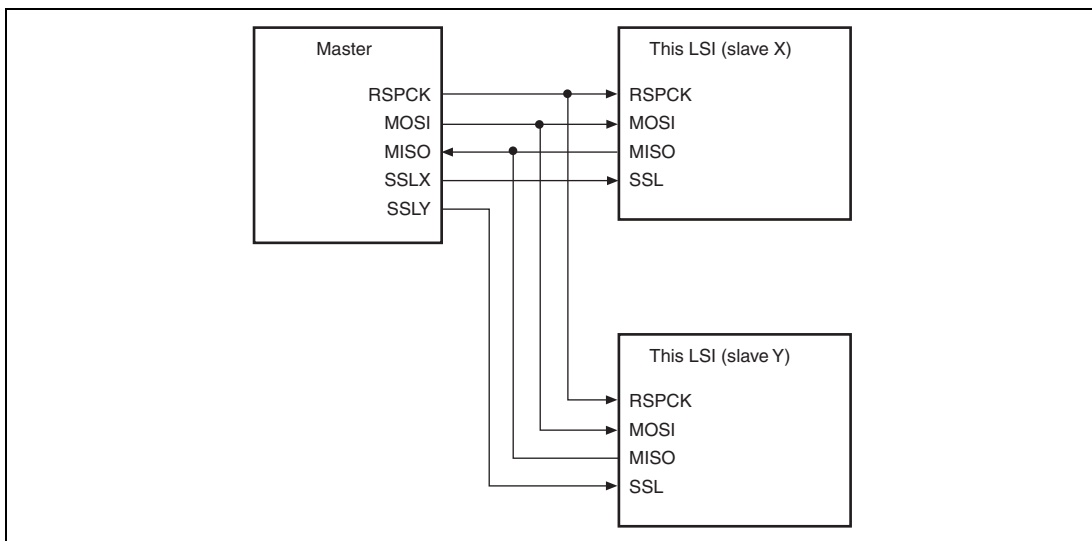 Master
RSPCK
MOSI
MISO
SSLX
SSLY
This LSI (slave X)
RSPCK
MOSI
MISO
SSL
This LSI (slave Y)
RSPCK
MOSI
MISO
SSL